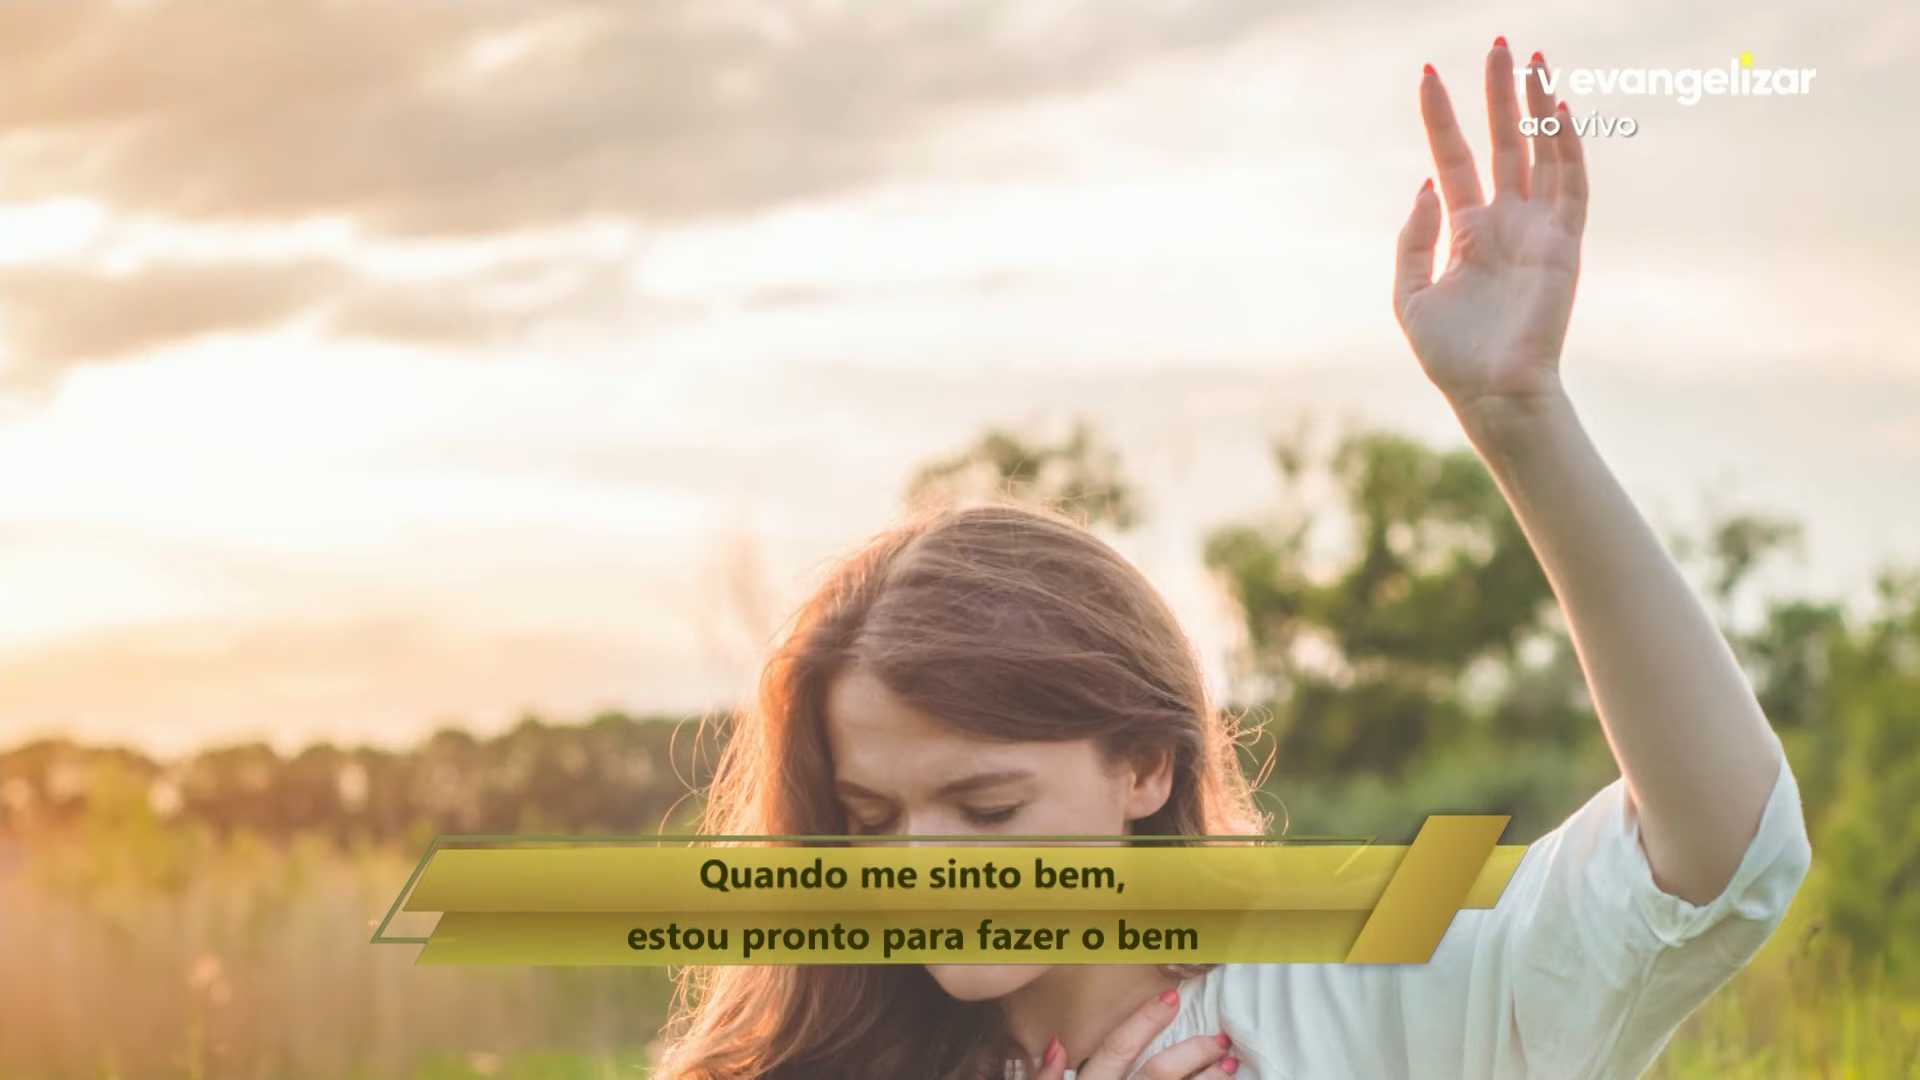 TV evangelizar
ao vivo
Quando me sinto bem,
estou pronto para fazer o bem